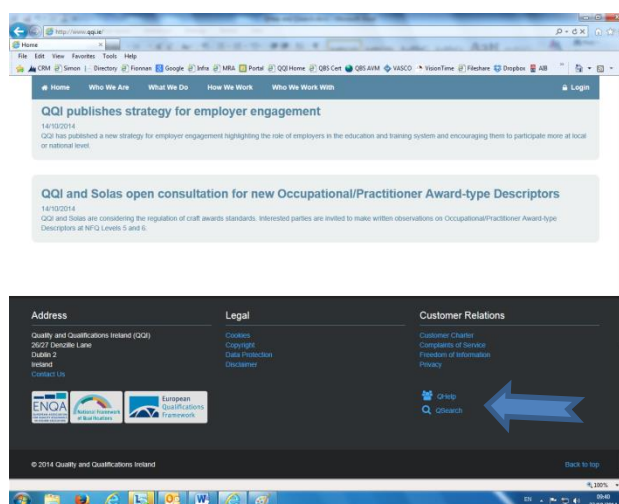 http://www.qqi.ie/
Home
File Edit View Favorites Tools Help
CRM Simon Directory Fionnan Google Infra MRA Portal QQI Home QBS Cert QBS AVM VASCO VisionTime Fileshare Dropbox AIB
Home Who We Are What We Do How We Work Who We Work With Login
QQI publishes strategy for employer engagement
14/10/2014
QQI has published a new strategy for employer engagement highlighting the role of employers in the education and training system and encouraging them to participate more at local
or national level.
QQI and Solas open consultation for new Occupational/Practitioner Award-type Descriptors
14/10/2014
QQI and Solas are considering the regulation of craft awards standards. Interested parties are invited to make written observations on Occupational/Practitioner Award-type
Descriptors at NFQ Levels 5 and 6.
Address
Quality and Qualifications Ireland (QQI)
26/27 Denzille Lane
Dublin 2
Ireland
Contact Us
Legal
Cookies
Copyright
Data Protection
Disclaimer
Customer Relations
Customer Charter
Complaints of Service
Freedom of Information
Privacy
ENQA
National Framework
of Qualifications
European
Qualifications
Framework
QHelp
QSearch
© 2014 Quality and Qualifications Ireland
Back to top
100%
EN
09:40